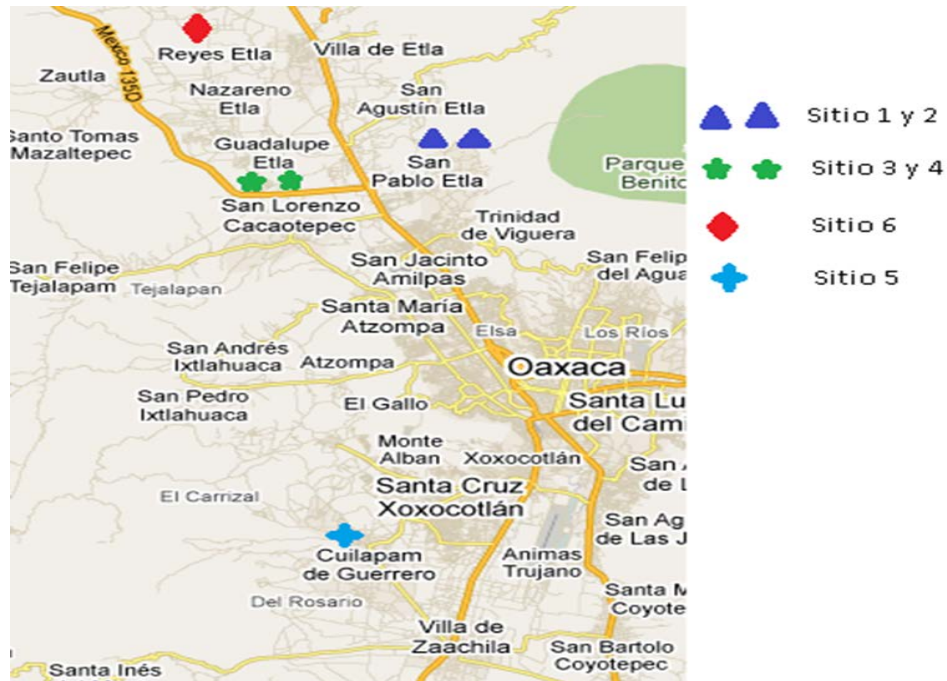 Mexico 135D
Reyes Etla
Villa de Etla
Zautla
Nazareno
Etla
San
Agustín Etla
Santo Tomas
Mazaltepec
Guadalupe
Etla
San
Pablo Etla
Parque
Benito
San Lorenzo
Cacaotepec
Trinidad
de Viguera
San Felipe
Tejalapam
Tejalapan
San Jacinto
Amilpas
San Felip
del Agua
Santa María
Atzompa
Elsa
Los Ríos
San Andrés
Ixtlahuaca
Atzompa
Oaxaca
San Pedro
Ixtlahuaca
El Gallo
Santa Lu
del Cami
Monte
Alban
Xoxocotlán
San
de L
El Carrizal
Santa Cruz
Xoxocotlán
San Ag
de Las J
Cuilapam
de Guerrero
Animas
Trujano
Del Rosario
Santa M
Coyote
Villa de
Zaachila
San Bartolo
Coyotepec
Santa Inés
Sitio 1 y 2
Sitio 3 y 4
Sitio 6
Sitio 5